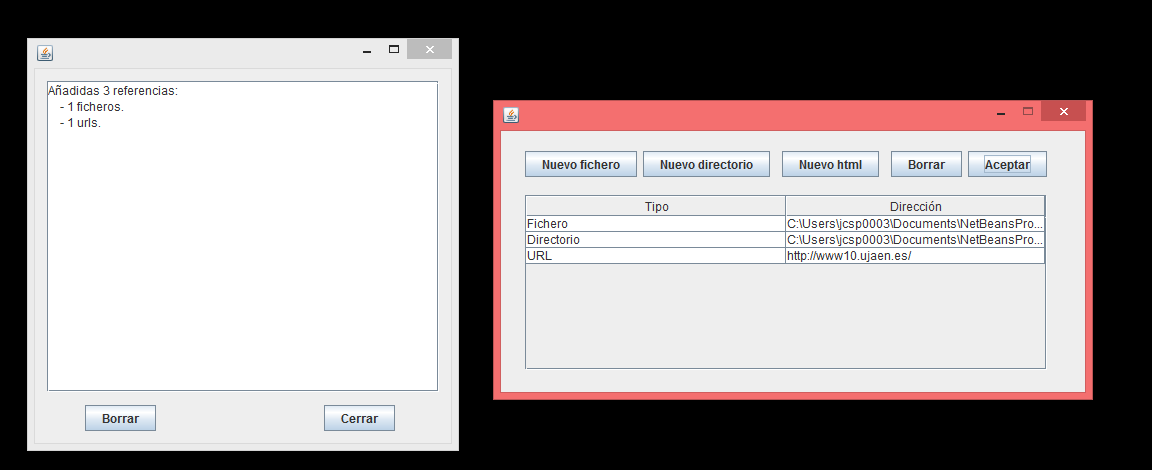 Añadidas 3 referencias:
- 1 ficheros.
- 1 urls.
Borrar
Cerrar
Nuevo fichero
Nuevo directorio
Nuevo html
Borrar
Aceptar
Tipo Dirección
Fichero C:\Users\jcsp0003\Documents\NetBeansPro...
Directorio C:\Users\jcsp0003\Documents\NetBeansPro...
URL http://www10.ujaen.es/